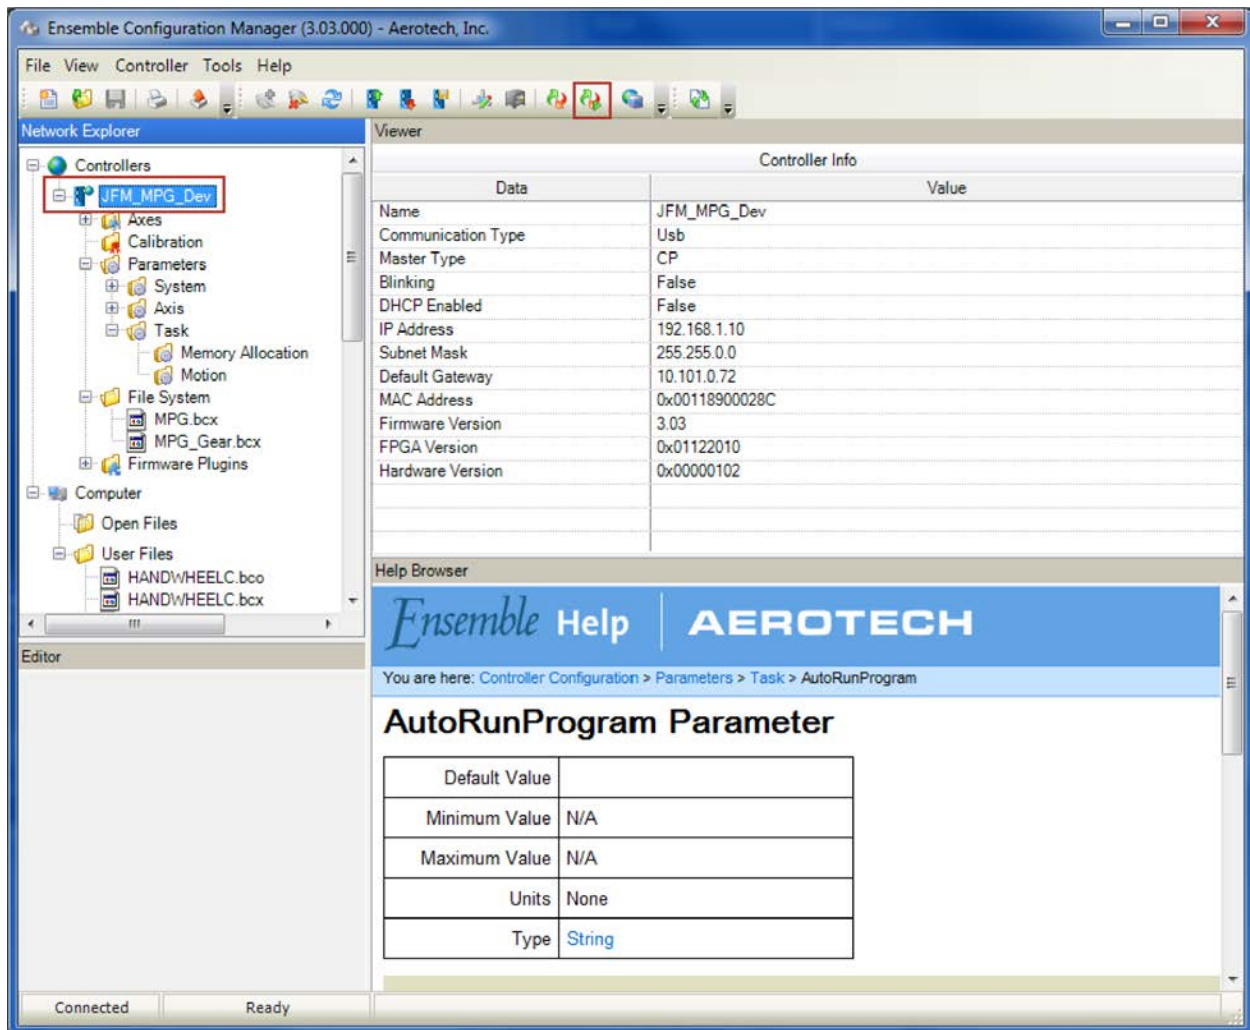 Ensemble Configuration Manager (3.03.000) - Aerotech, Inc.
File View Controller Tools Help
Network Explorer
Controllers
JFM_MPG_Dev
Axes
Calibration
Parameters
System
Axis
Task
Memory Allocation
Motion
File System
MPG.bcx
MPG_Gear.bcx
Firmware Plugins
Computer
Open Files
User Files
HANDWHEELC.bco
HANDWHEELC.bcx
Editor
Viewer
Controller Info
Data Value
Name JFM_MPG_Dev
Communication Type Usb
Master Type CP
Blinking False
DHCP Enabled False
IP Address 192.168.1.10
Subnet Mask 255.255.0.0
Default Gateway 10.101.0.72
MAC Address 0x00118900028C
Firmware Version 3.03
FPGA Version 0x01122010
Hardware Version 0x00000102
Help Browser
Ensemble Help AEROTECH
You are here: Controller Configuration > Parameters > Task > AutoRunProgram
AutoRunProgram Parameter
Default Value
Minimum Value N/A
Maximum Value N/A
Units None
Type String
Connected Ready